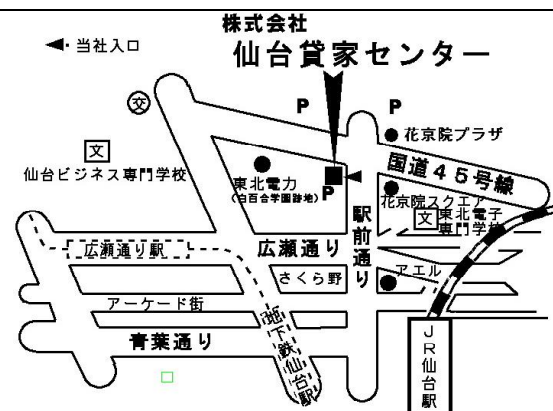 株式会社
仙台貸家センター
◀・当社入口
P
P
交
花京院プラザ
国道45号線
文
仙台ビジネス専門学校
東北電力
(白百合学園跡地)
P
花京院スクエア
文
東北電子
専門学校
駅前通り
広瀬通り駅
広瀬通り
さくら野
アエル
アーケード街
地下鉄仙台駅
青葉通り
JR仙台駅